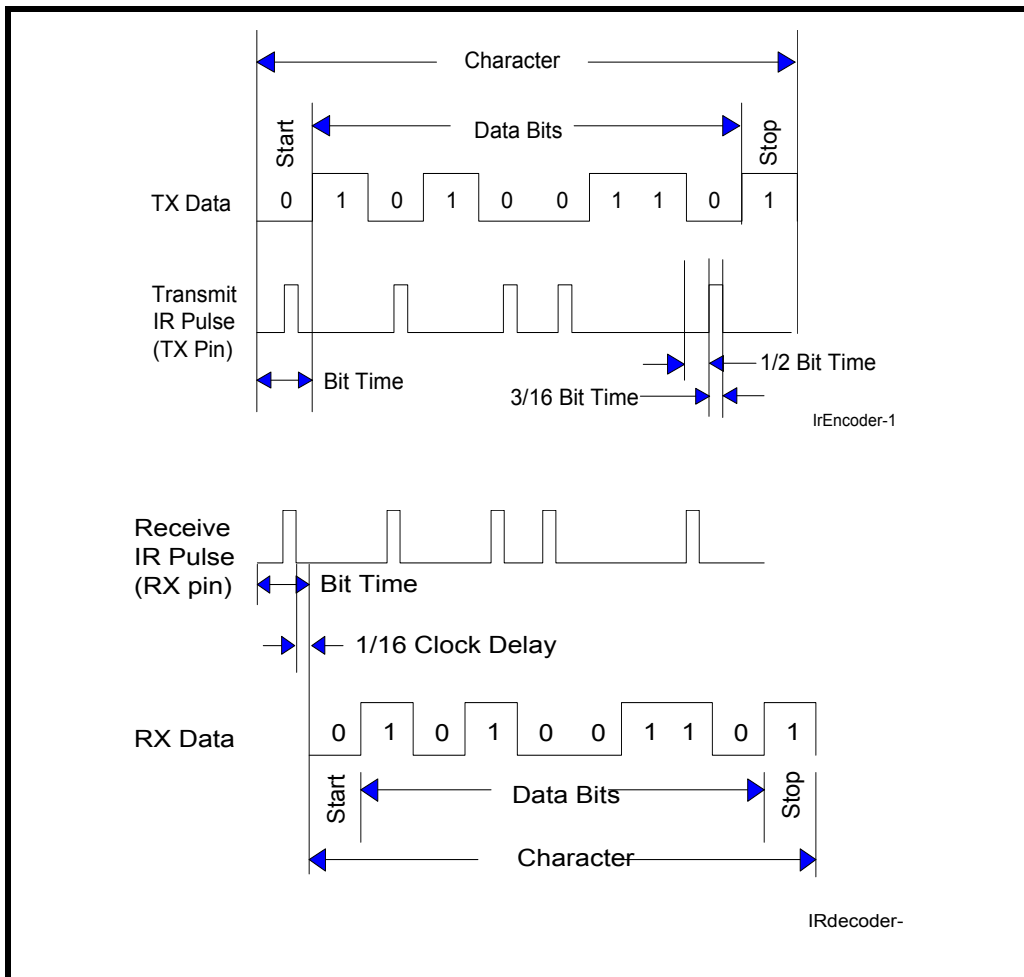 Character
Start
Data Bits
Stop
TX Data
0 1 0 1 0 0 1 1 0 1
Transmit
IR Pulse
(TX Pin)
Bit Time
1/2 Bit Time
3/16 Bit Time
IrEncoder-1
Receive
IR Pulse
(RX pin)
Bit Time
1/16 Clock Delay
RX Data
0 1 0 1 0 0 1 1 0 1
Start
Data Bits
Stop
Character
IRdecoder-